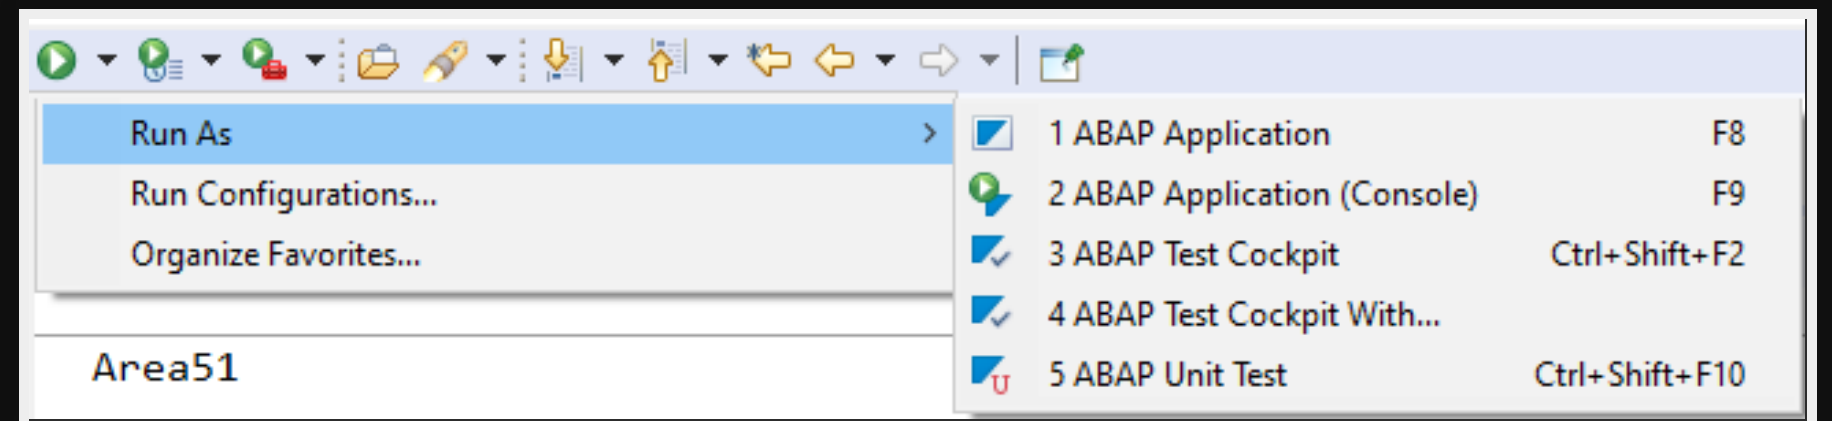 Run As
Run Configurations...
Organize Favorites...
1 ABAP Application F8
2 ABAP Application (Console) F9
3 ABAP Test Cockpit Ctrl+Shift+F2
4 ABAP Test Cockpit With...
5 ABAP Unit Test Ctrl+Shift+F10
Area51